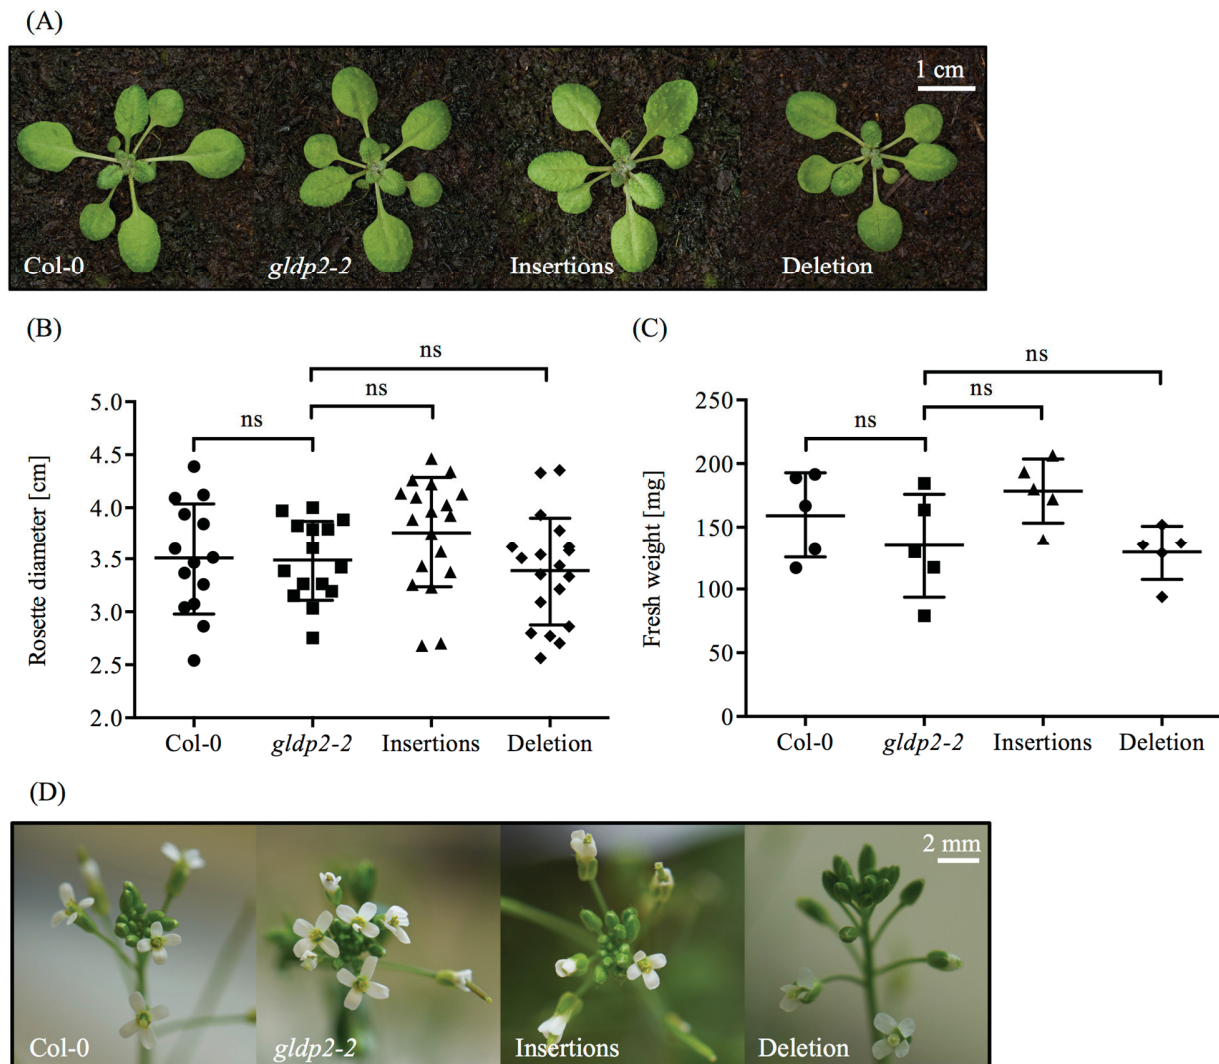 (A)
1 cm
Col-0 gldp2-2 Insertions Deletion
(B)
ns
ns
ns
5.0
4.5
4.0
3.5
3.0
2.5
2.0
Rosette diameter [cm]
Col-0 gldp2-2 Insertions Deletion
(C)
ns
ns
ns
250
200
150
100
50
0
Fresh weight [mg]
Col-0 gldp2-2 Insertions Deletion
(D)
2 mm
Col-0 gldp2-2 Insertions Deletion